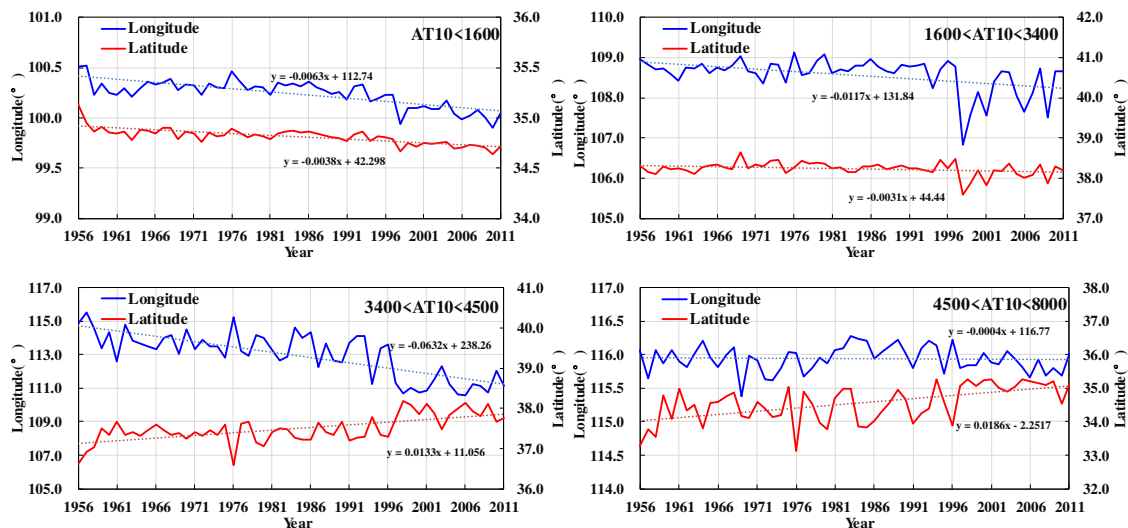 101.0
100.5
100.0
99.5
99.0
Longitude(°)
Longitude
Latitude
AT10<1600
y = -0.0063x + 112.74
y = -0.0038x + 42.298
36.0
35.5
35.0
34.5
34.0
Latitude(°)
1956 1961 1966 1971 1976 1981 1986 1991 1996 2001 2006 2011
Year
110.0
109.0
108.0
107.0
106.0
105.0
Longitude(°)
Longitude
Latitude
1600<AT10<3400
y = -0.0117x + 131.84
y = -0.0031x + 44.44
42.0
41.0
40.0
39.0
38.0
37.0
Latitude(°)
1956 1961 1966 1971 1976 1981 1986 1991 1996 2001 2006 2011
Year
117.0
115.0
113.0
111.0
109.0
107.0
105.0
Longitude(°)
Longitude
Latitude
3400<AT10<4500
y = -0.0632x + 238.26
y = 0.0133x + 11.056
41.0
40.0
39.0
38.0
37.0
36.0
Latitude(°)
1956 1961 1966 1971 1976 1981 1986 1991 1996 2001 2006 2011
Year
117.0
116.5
116.0
115.5
115.0
114.5
114.0
Longitude(°)
Longitude
Latitude
4500<AT10<8000
y = -0.0004x + 116.77
y = 0.0186x - 2.2517
38.0
37.0
36.0
35.0
34.0
33.0
32.0
Latitude(°)
1956 1961 1966 1971 1976 1981 1986 1991 1996 2001 2006 2011
Year